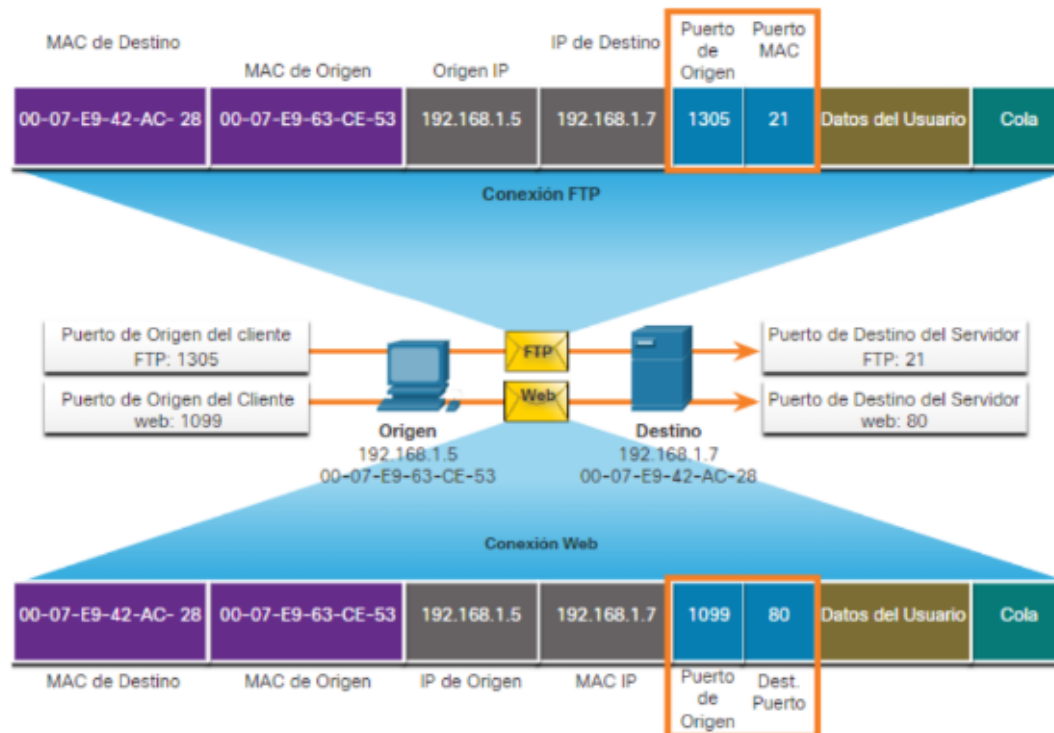 MAC de Destino
MAC de Origen
Origen IP
IP de Destino
Puerto
de
Origen
Puerto
MAC
00-07-E9-42-AC- 28
00-07-E9-63-CE-53
192.168.1.5
192.168.1.7
1305
21
Datos del Usuario
Cola
Conexión FTP
Puerto de Origen del cliente
FTP: 1305
FTP
Puerto de Destino del Servidor
FTP: 21
Puerto de Origen del Cliente
web: 1099
Web
Puerto de Destino del Servidor
web: 80
Origen
192.168.1.5
00-07-E9-63-CE-53
Destino
192.168.1.7
00-07-E9-42-AC-28
Conexión Web
00-07-E9-42-AC- 28
00-07-E9-63-CE-53
192.168.1.5
192.168.1.7
1099
80
Datos del Usuario
Cola
MAC de Destino
MAC de Origen
IP de Origen
MAC IP
Puerto
de
Origen
Dest.
Puerto